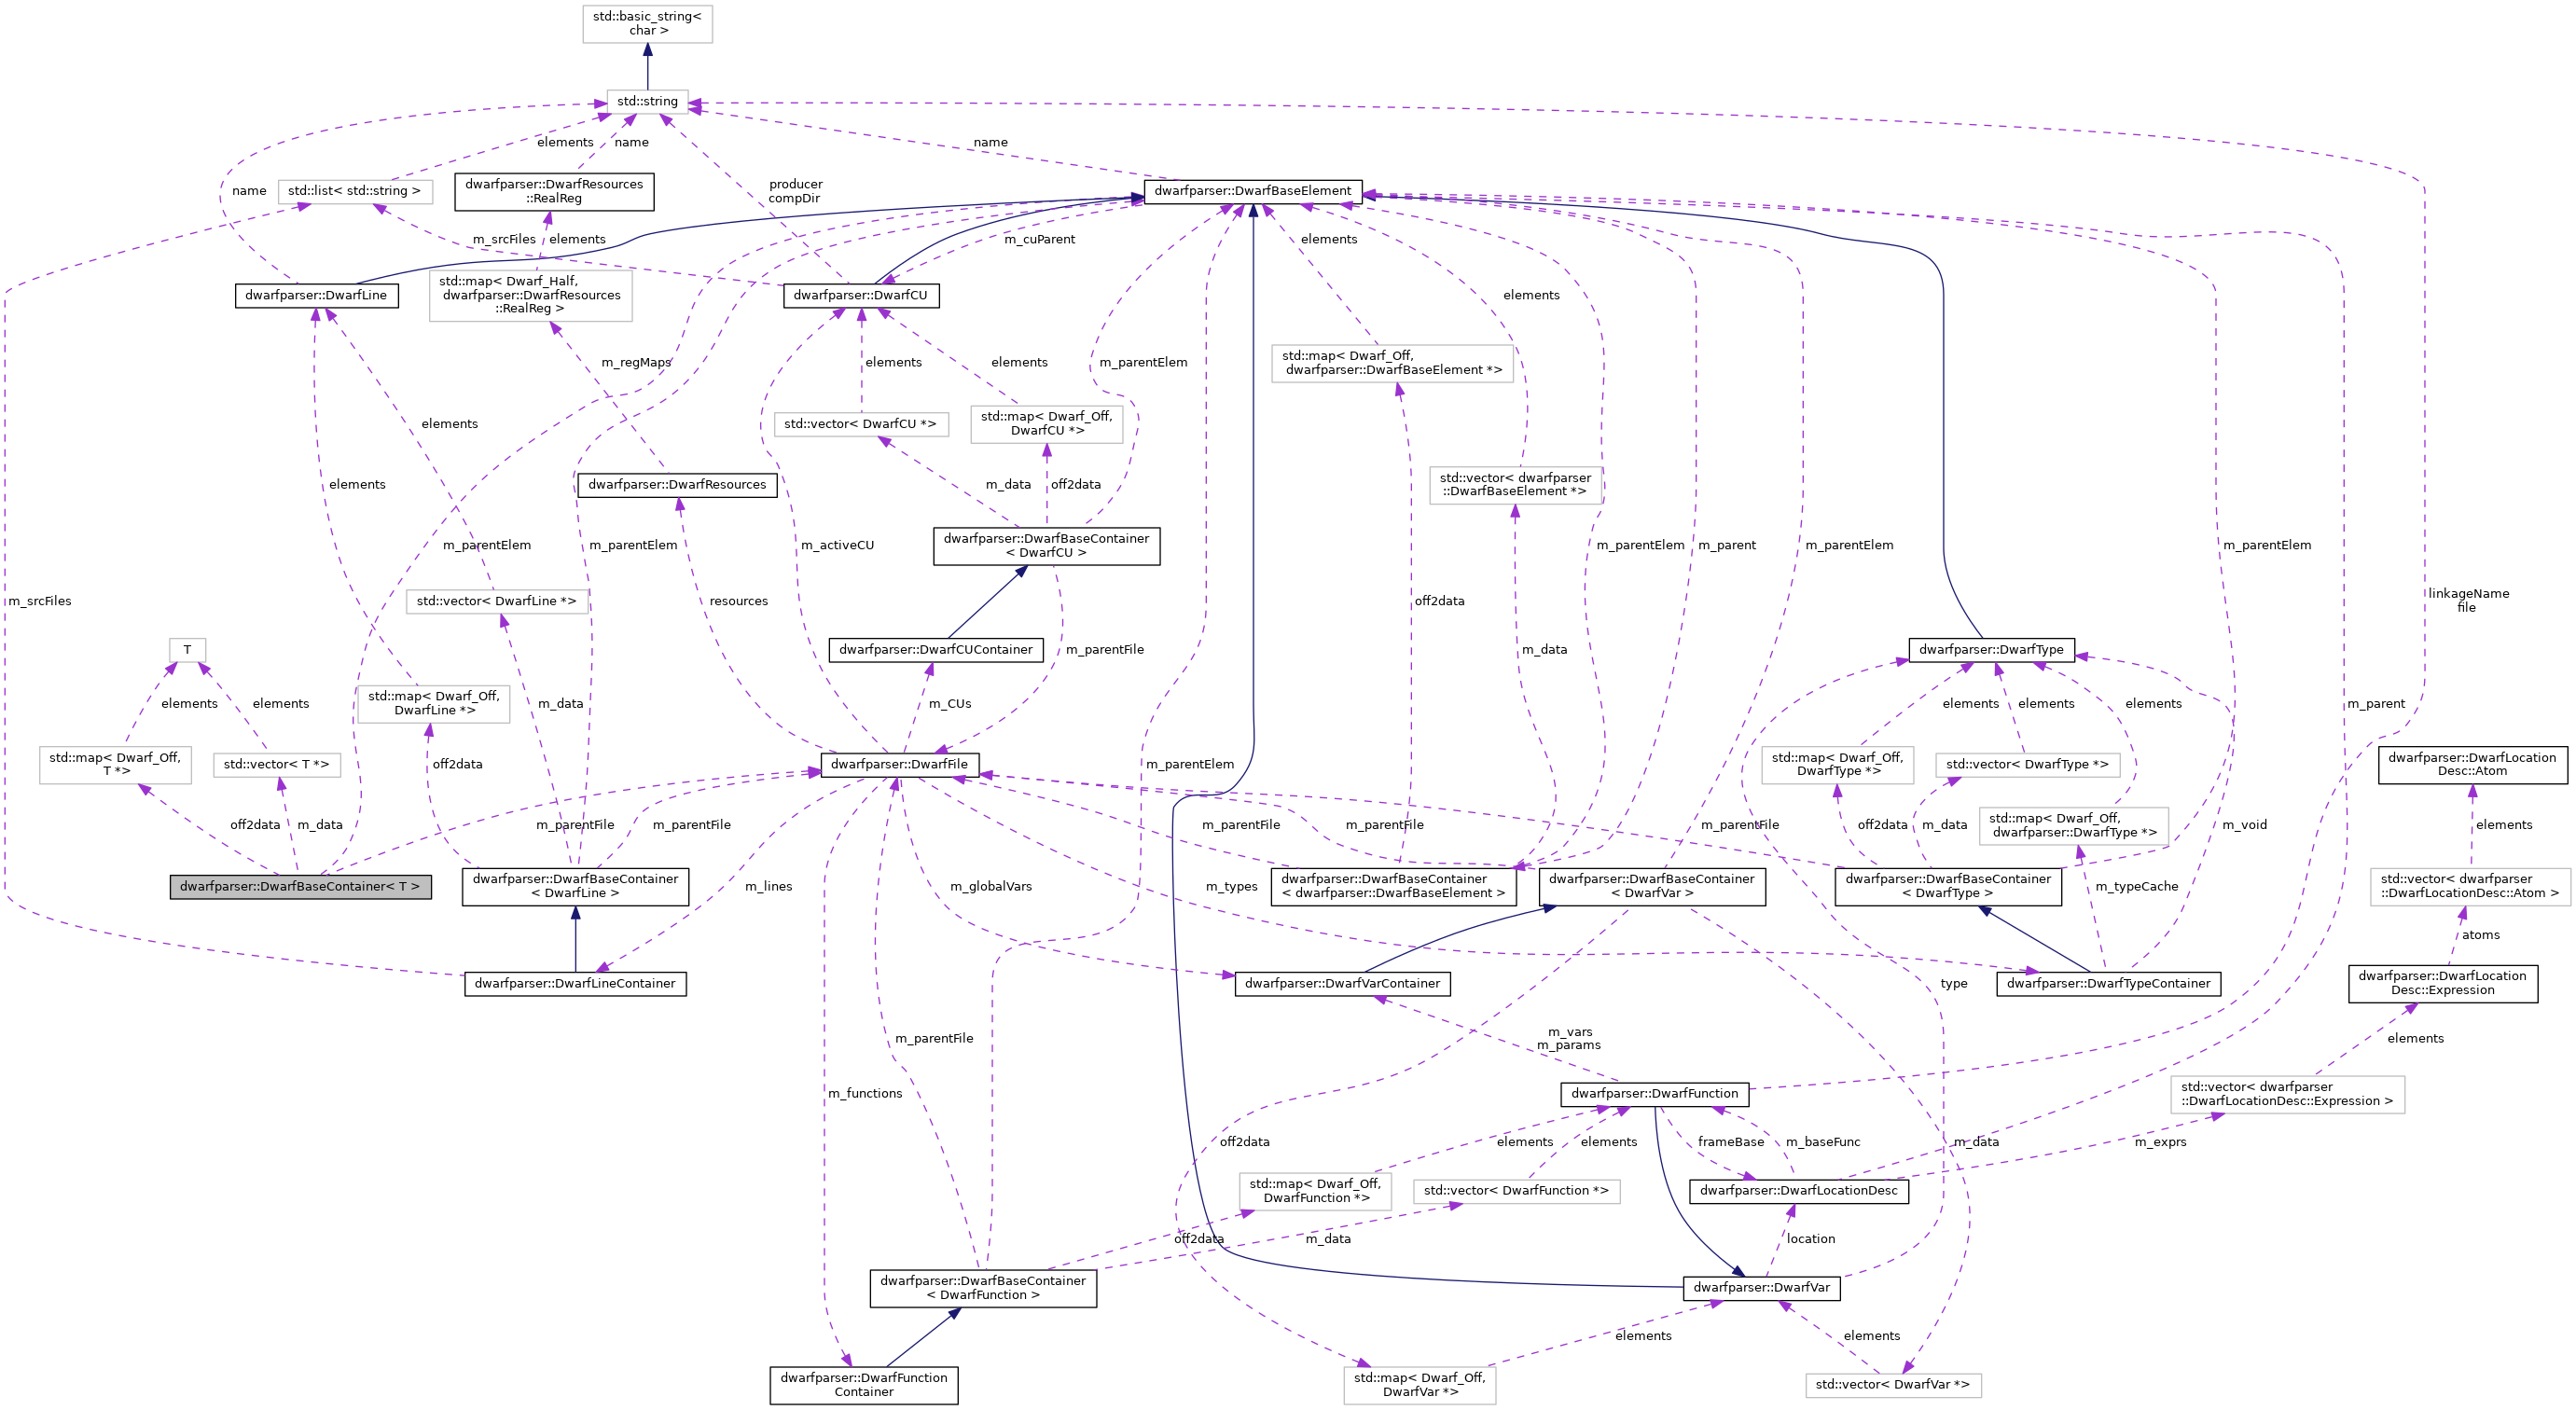 std::basic_string<
char >
std::string
elements
name
name
producer
compDir
name
std::list< std::string >
dwarfparser::DwarfResources
::RealReg
dwarfparser::DwarfBaseElement
m_srcFiles
elements
m_cuParent
elements
std::map< Dwarf_Half,
dwarfparser::DwarfResources
::RealReg >
dwarfparser::DwarfLine
dwarfparser::DwarfCU
elements
m_regMaps
elements
elements
m_parentElem
std::map< Dwarf_Off,
dwarfparser::DwarfBaseElement *>
elements
std::vector< DwarfCU *>
std::map< Dwarf_Off,
DwarfCU *>
elements
dwarfparser::DwarfResources
m_data
off2data
std::vector< dwarfparser
::DwarfBaseElement *>
m_parentElem
m_parentElem
m_activeCU
dwarfparser::DwarfBaseContainer
< DwarfCU >
m_parentElem
m_parent
m_parentElem
m_parentElem
m_srcFiles
std::vector< DwarfLine *>
resources
off2data
linkageName
file
T
dwarfparser::DwarfCUContainer
m_parentFile
m_data
dwarfparser::DwarfType
elements
elements
std::map< Dwarf_Off,
DwarfLine *>
m_data
m_CUs
elements
elements
elements
m_parent
std::map< Dwarf_Off,
T *>
std::vector< T *>
off2data
dwarfparser::DwarfFile
m_parentElem
std::map< Dwarf_Off,
DwarfType *>
std::vector< DwarfType *>
dwarfparser::DwarfLocation
Desc::Atom
off2data
m_data
m_parentFile
m_parentFile
m_parentFile
m_parentFile
m_parentFile
off2data
m_data
std::map< Dwarf_Off,
dwarfparser::DwarfType *>
m_void
elements
dwarfparser::DwarfBaseContainer< T >
dwarfparser::DwarfBaseContainer
< DwarfLine >
m_lines
m_globalVars
m_types
dwarfparser::DwarfBaseContainer
< dwarfparser::DwarfBaseElement >
dwarfparser::DwarfBaseContainer
< DwarfVar >
dwarfparser::DwarfBaseContainer
< DwarfType >
m_typeCache
std::vector< dwarfparser
::DwarfLocationDesc::Atom >
atoms
dwarfparser::DwarfLineContainer
dwarfparser::DwarfVarContainer
type
dwarfparser::DwarfTypeContainer
dwarfparser::DwarfLocation
Desc::Expression
m_parentFile
m_vars
m_params
elements
m_functions
dwarfparser::DwarfFunction
std::vector< dwarfparser
::DwarfLocationDesc::Expression >
off2data
elements
elements
frameBase
m_baseFunc
m_data
m_exprs
std::map< Dwarf_Off,
DwarfFunction *>
std::vector< DwarfFunction *>
dwarfparser::DwarfLocationDesc
off2data
m_data
location
dwarfparser::DwarfBaseContainer
< DwarfFunction >
dwarfparser::DwarfVar
elements
elements
dwarfparser::DwarfFunction
Container
std::map< Dwarf_Off,
DwarfVar *>
std::vector< DwarfVar *>